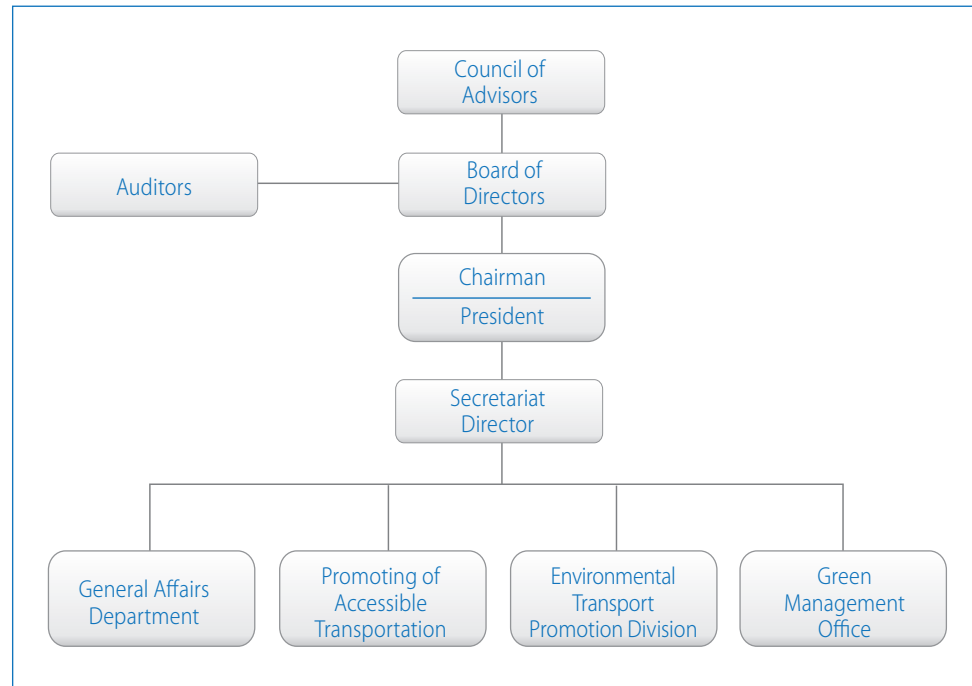 Council of
Advisors
Auditors
Board of
Directors
Chairman
President
Secretariat
Director
General Affairs
Department
Promoting of
Accessible
Transportation
Environmental
Transport
Promotion Division
Green
Management
Office